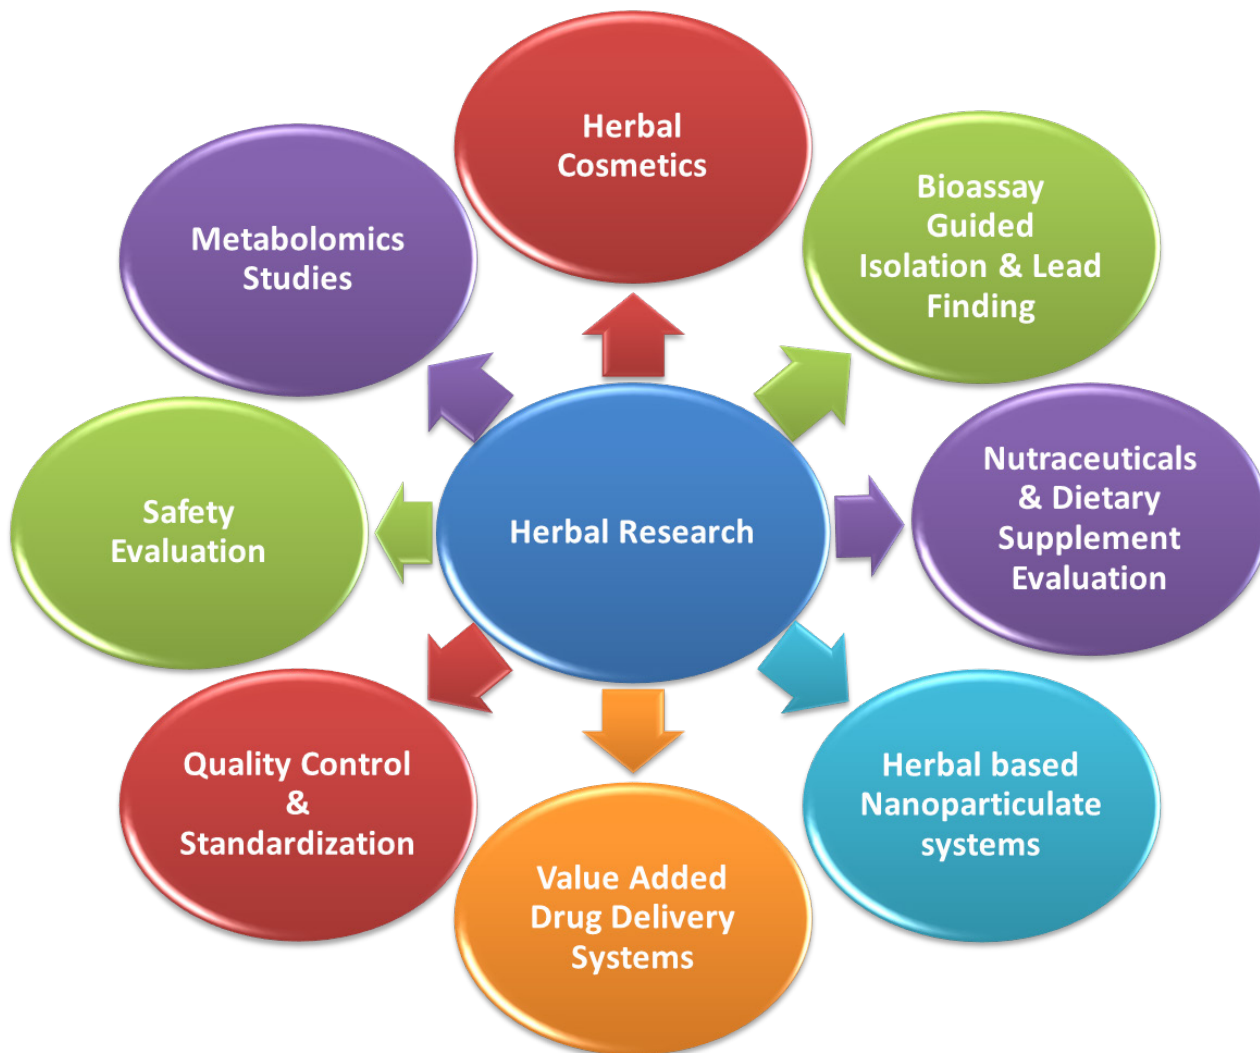 Herbal
Cosmetics
Bioassay
Guided
Isolation & Lead
Finding
Nutraceuticals
& Dietary
Supplement
Evaluation
Herbal based
Nanoparticulate
systems
Value Added
Drug Delivery
Systems
Quality Control
&
Standardization
Safety
Evaluation
Metabolomics
Studies
Herbal Research